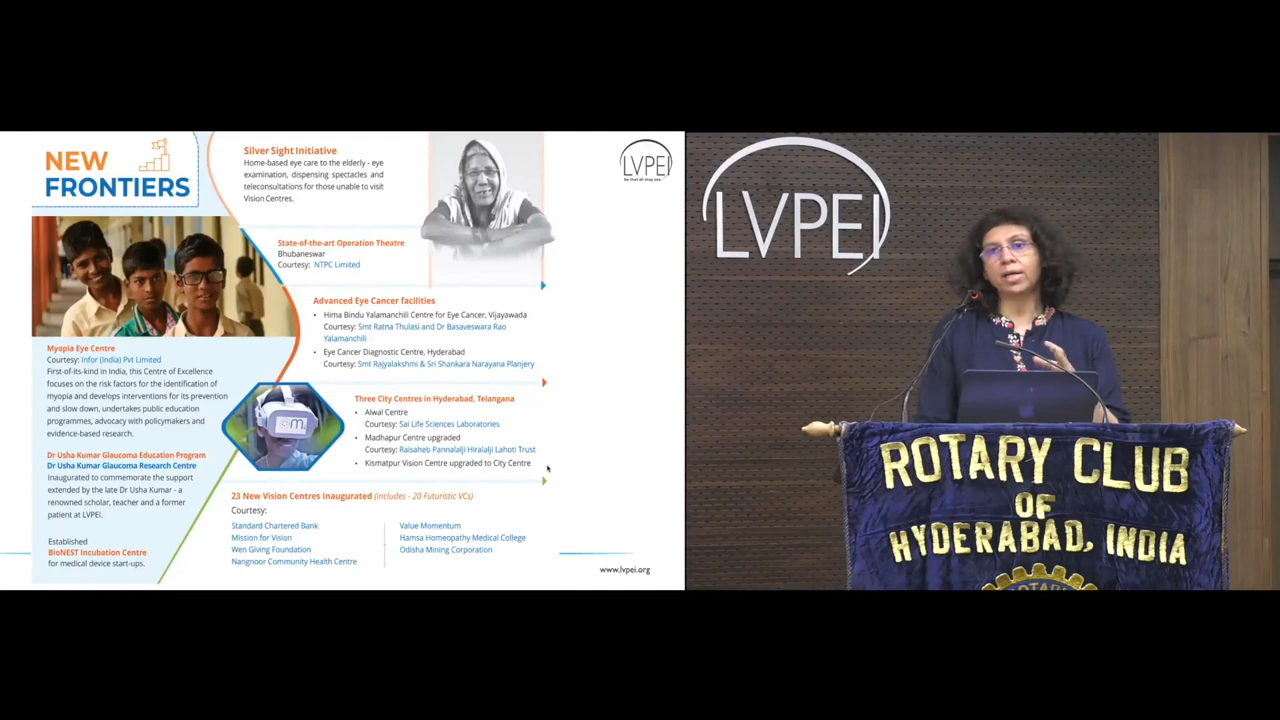 NEW
FRONTIERS
Silver Sight Initiative
Home-based eye care to the elderly - eye
examination, dispensing spectacles and
teleconsultations for those unable to visit
Vision Centres.
LVPEI
State-of-the-art Operation Theatre
Bhubaneswar
Courtesy: NTPC Limited
Advanced Eye Cancer facilities
• Hima Bindu Yalamanchili Centre for Eye Cancer, Vijayawada
Courtesy: Smt Ratna Thulasi and Dr Basaveswara Rao
Yalamanchili
• Eye Cancer Diagnostic Centre, Hyderabad
Courtesy: Smt Rajyalakshmi & Sri Shankara Narayana Planjery
Myopia Eye Centre
Courtesy: Infor (India) Pvt Limited
First-of-its-kind in India, this Centre of Excellence
focuses on the risk factors for the identification of
myopia and develops interventions for its prevention
and slow down, undertakes public education
programmes, advocacy with policymakers and
evidence-based research.
Dr Usha Kumar Glaucoma Education Program
Dr Usha Kumar Glaucoma Research Centre
Inaugurated to commemorate the support
extended by the late Dr Usha Kumar - a
renowned scholar, teacher and a former
patient at LVPEI.
Established
BioNEST Incubation Centre
for medical device start-ups.
Three City Centres in Hyderabad, Telangana
• Alwal Centre
Courtesy: Sai Life Sciences Laboratories
• Madhapur Centre upgraded
Courtesy: Raisaheb Pannalalji Hiralalji Lahoti Trust
• Kismatpur Vision Centre upgraded to City Centre
23 New Vision Centres Inaugurated (includes - 20 Futuristic VCs)
Courtesy:
Standard Chartered Bank
Mission for Vision
Wen Giving Foundation
Nangnoor Community Health Centre
Value Momentum
Hamsa Homeopathy Medical College
Odisha Mining Corporation
www.lvpei.org
LVPEI
ROTARY CLUB
OF
HYDERABAD, INDIA
ROTARY